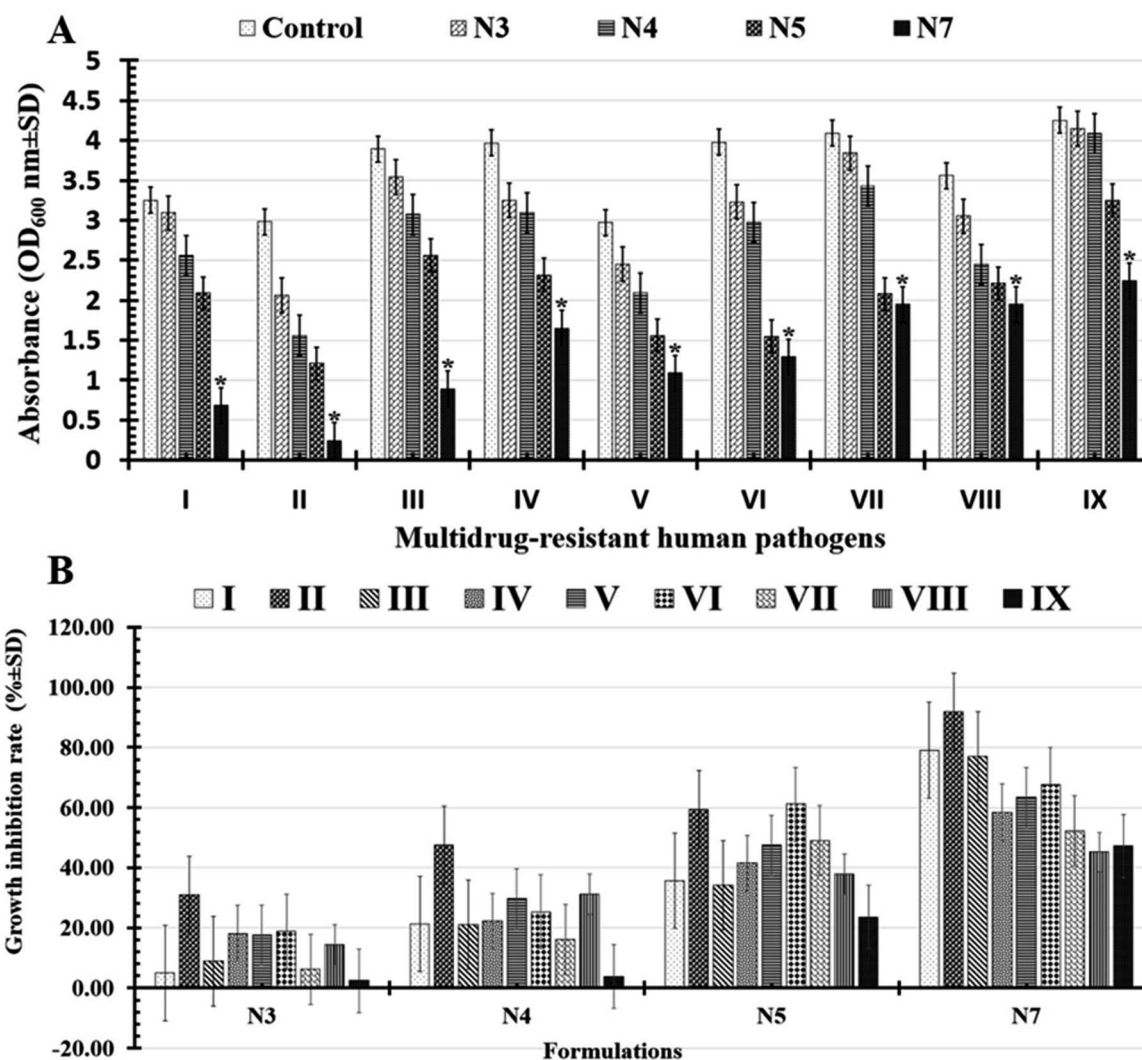 A
Control N3 N4 N5 N7
Absorbance (OD600 nm±SD)
5
4.5
4
3.5
3
2.5
2
1.5
1
0.5
0
* * * * * * * * *
I II III IV V VI VII VIII IX
Multidrug-resistant human pathogens
B
I II III IV V VI VII VIII IX
Growth inhibition rate (%±SD)
120.00
100.00
80.00
60.00
40.00
20.00
0.00
-20.00
N3 N4 N5 N7
Formulations